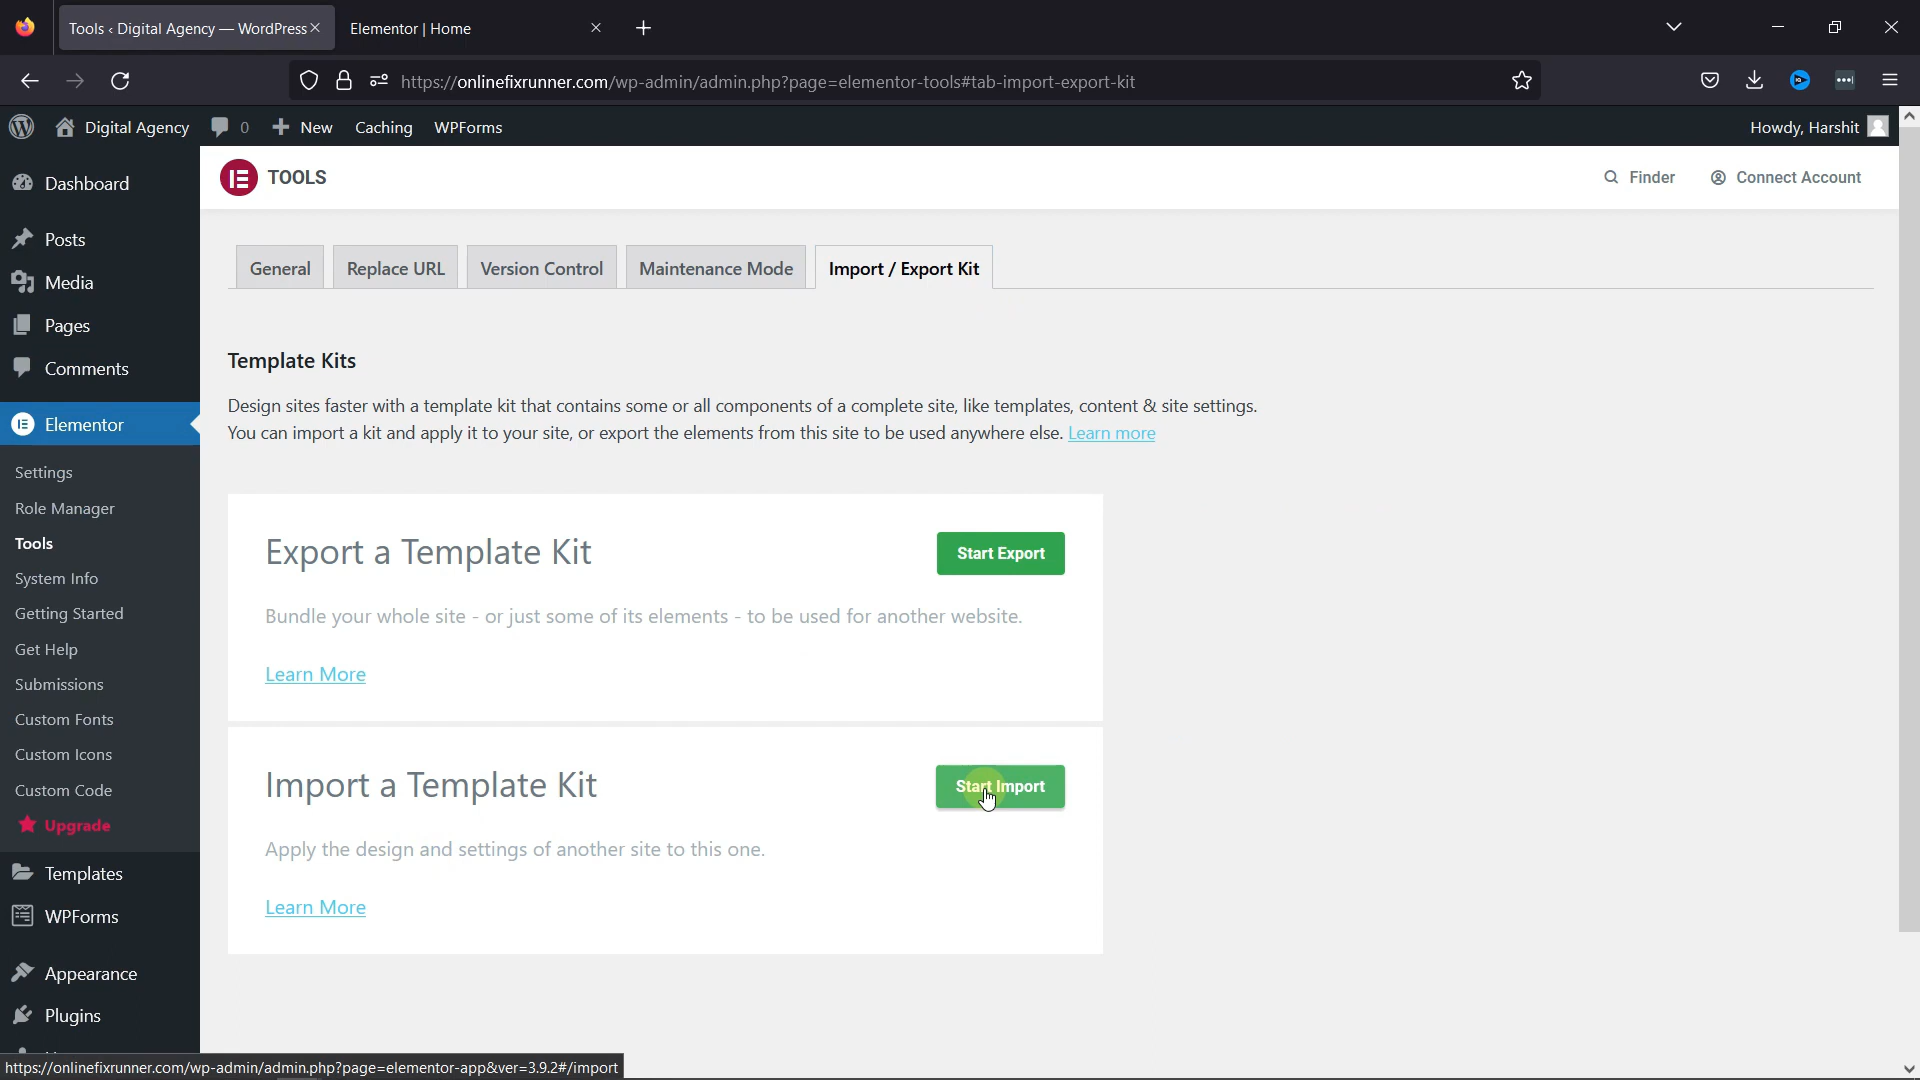 Tools ‹ Digital Agency — WordPress
Elementor | Home
https://onlinefixrunner.com/wp-admin/admin.php?page=elementor-tools#tab-import-export-kit
Digital Agency
0
New
Caching
WPForms
Howdy, Harshit
Dashboard
Posts
Media
Pages
Comments
Elementor
Settings
Role Manager
Tools
System Info
Getting Started
Get Help
Submissions
Custom Fonts
Custom Icons
Custom Code
Upgrade
Templates
WPForms
Appearance
Plugins
TOOLS
Finder
Connect Account
General
Replace URL
Version Control
Maintenance Mode
Import / Export Kit
Template Kits
Design sites faster with a template kit that contains some or all components of a complete site, like templates, content & site settings.
You can import a kit and apply it to your site, or export the elements from this site to be used anywhere else. Learn more
Export a Template Kit
Start Export
Bundle your whole site - or just some of its elements - to be used for another website.
Learn More
Import a Template Kit
Start Import
Apply the design and settings of another site to this one.
Learn More
https://onlinefixrunner.com/wp-admin/admin.php?page=elementor-app&ver=3.9.2#/import